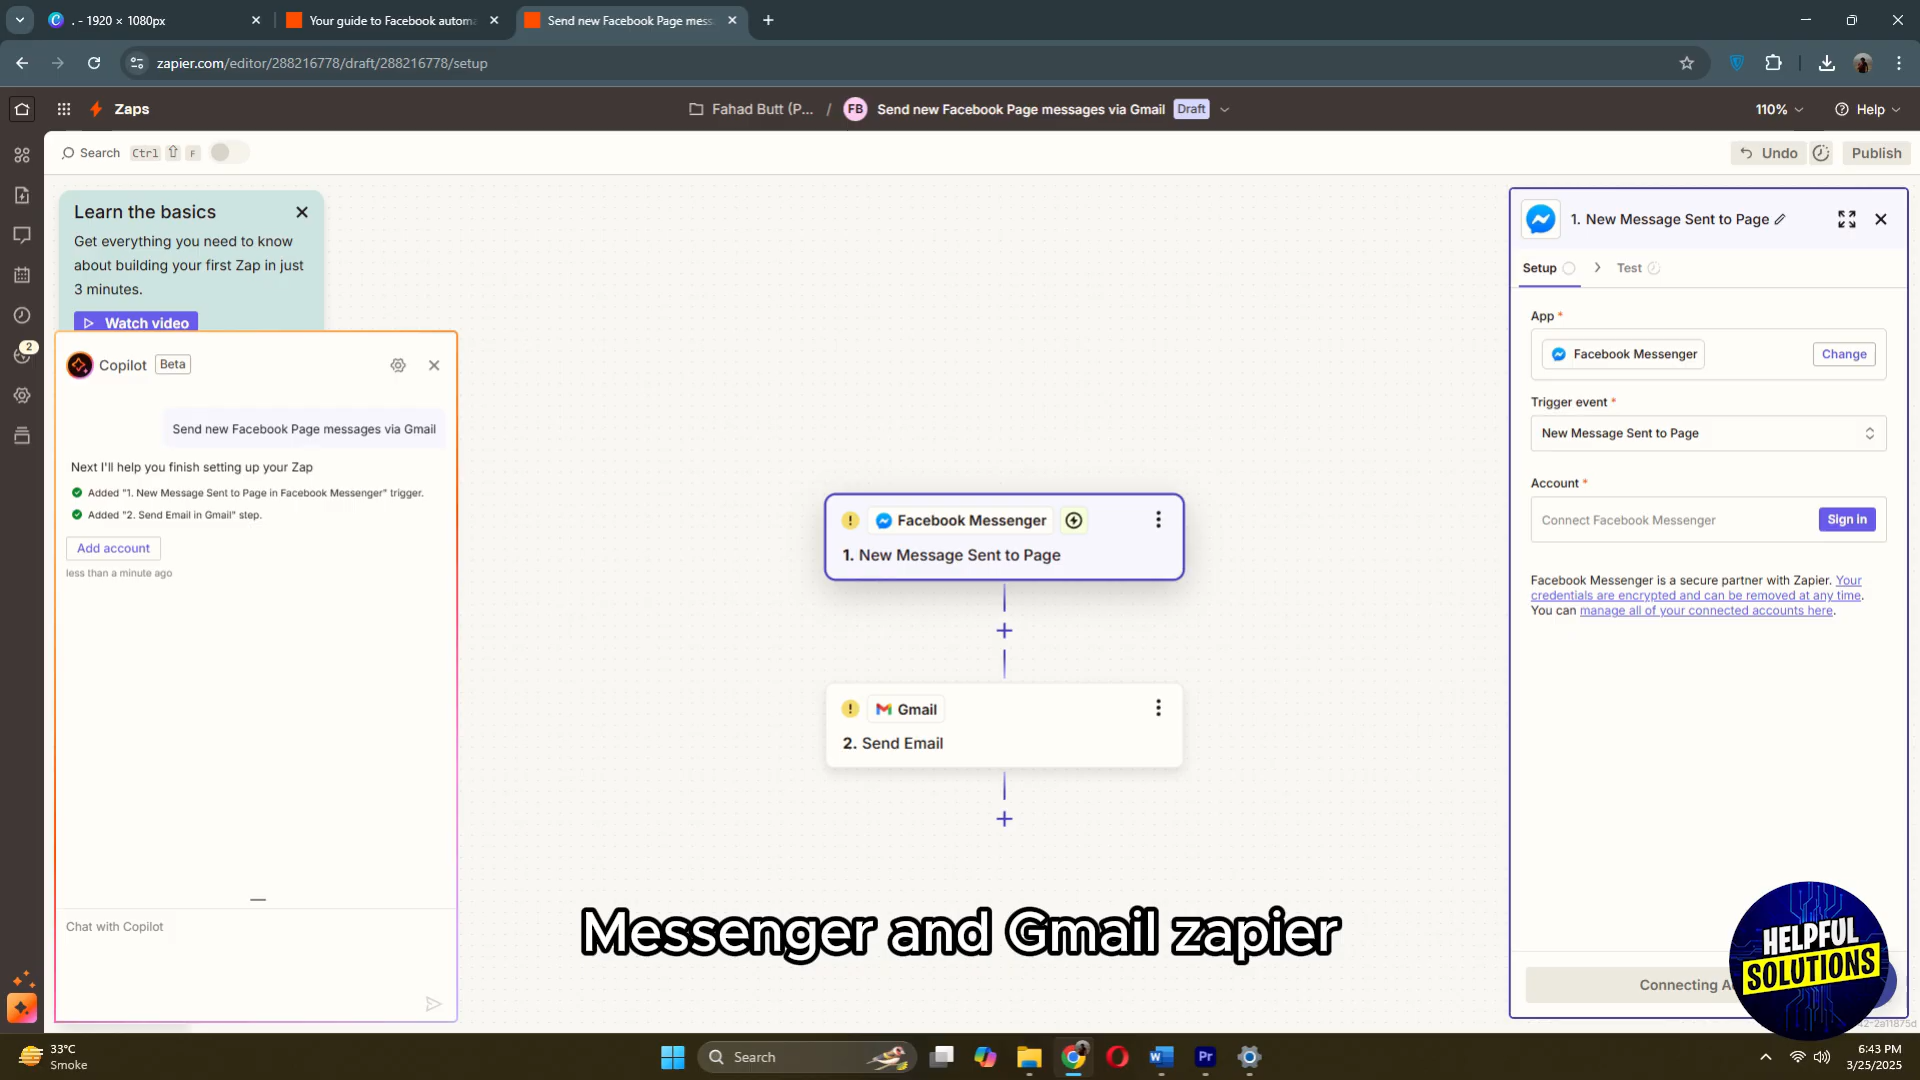 . - 1920 × 1080px
Your guide to Facebook automa
Send new Facebook Page mess
zapier.com/editor/288216778/draft/288216778/setup
Zaps
Fahad Butt (P... / FB Send new Facebook Page messages via Gmail Draft
110%
Help
Search Ctrl F
Undo
Publish
Learn the basics
Get everything you need to know
about building your first Zap in just
3 minutes.
Watch video
2
Copilot Beta
Send new Facebook Page messages via Gmail
Next I'll help you finish setting up your Zap
Added "1. New Message Sent to Page in Facebook Messenger" trigger.
Added "2. Send Email in Gmail" step.
Add account
less than a minute ago
Chat with Copilot
! Facebook Messenger
1. New Message Sent to Page
! Gmail
2. Send Email
1. New Message Sent to Page
Setup
Test
App *
Facebook Messenger
Change
Trigger event *
New Message Sent to Page
Account *
Connect Facebook Messenger
Sign in
Facebook Messenger is a secure partner with Zapier. Your
credentials are encrypted and can be removed at any time.
You can manage all of your connected accounts here.
Connecting A
Messenger and Gmail zapier
HELPFUL
SOLUTIONS
33°C
Smoke
Search
W
Pr
6:43 PM
3/25/2025